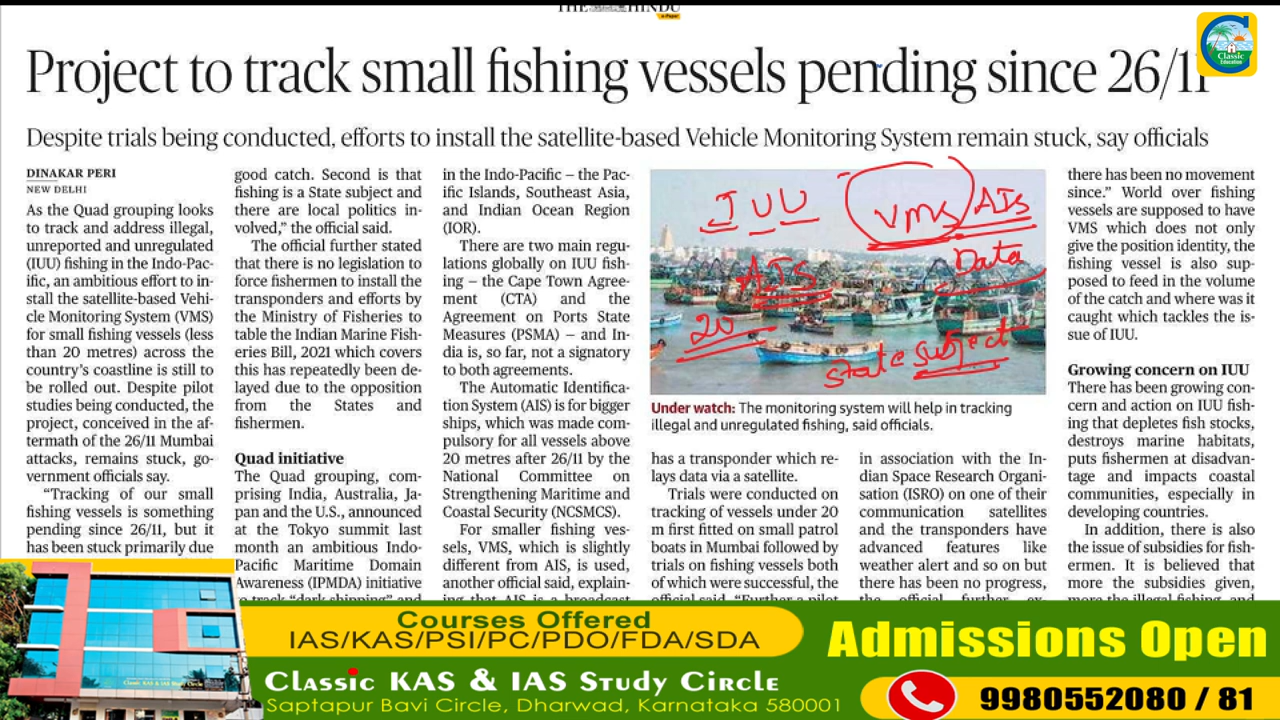 THE HINDU
e-Paper
Classic
Education
Project to track small fishing vessels pending since 26/11
Despite trials being conducted, efforts to install the satellite-based Vehicle Monitoring System remain stuck, say officials
DINAKAR PERI
NEW DELHI
As the Quad grouping looks
to track and address illegal,
unreported and unregulated
(IUU) fishing in the Indo-Pac-
ific, an ambitious effort to in-
stall the satellite-based Vehi-
cle Monitoring System (VMS)
for small fishing vessels (less
than 20 metres) across the
country's coastline is still to
be rolled out. Despite pilot
studies being conducted, the
project, conceived in the af-
termath of the 26/11 Mumbai
attacks, remains stuck, go-
vernment officials say.
"Tracking of our small
fishing vessels is something
pending since 26/11, but it
has been stuck primarily due
good catch. Second is that
fishing is a State subject and
there are local politics in-
volved," the official said.
The official further stated
that there is no legislation to
force fishermen to install the
transponders and efforts by
the Ministry of Fisheries to
table the Indian Marine Fish-
eries Bill, 2021 which covers
this has repeatedly been de-
layed due to the opposition
from the States and
fishermen.
Quad initiative
The Quad grouping, com-
prising India, Australia, Ja-
pan and the U.S., announced
at the Tokyo summit last
month an ambitious Indo-
Pacific Maritime Domain
Awareness (IPMDA) initiative
to track "dark shipping" and
in the Indo-Pacific – the Pac-
ific Islands, Southeast Asia,
and Indian Ocean Region
(IOR).
There are two main regu-
lations globally on IUU fish-
ing – the Cape Town Agree-
ment (CTA) and the
Agreement on Ports State
Measures (PSMA) – and In-
dia is, so far, not a signatory
to both agreements.
The Automatic Identifica-
tion System (AIS) is for bigger
ships, which was made com-
pulsory for all vessels above
20 metres after 26/11 by the
National Committee on
Strengthening Maritime and
Coastal Security (NCSMCS).
For smaller fishing ves-
sels, VMS, which is slightly
different from AIS, is used,
another official said, explain-
ing that AIS is a broadcast
IUU
VMS
AIS
Data
AIS
20
state subject
Under watch: The monitoring system will help in tracking
illegal and unregulated fishing, said officials.
has a transponder which re-
lays data via a satellite.
Trials were conducted on
tracking of vessels under 20
m first fitted on small patrol
boats in Mumbai followed by
trials on fishing vessels both
of which were successful, the
official said. "Further a pilot
in association with the In-
dian Space Research Organi-
sation (ISRO) on one of their
communication satellites
and the transponders have
advanced features like
weather alert and so on but
there has been no progress,
the official further ex-
there has been no movement
since." World over fishing
vessels are supposed to have
VMS which does not only
give the position identity, the
fishing vessel is also sup-
posed to feed in the volume
of the catch and where was it
caught which tackles the is-
sue of IUU.
Growing concern on IUU
There has been growing con-
cern and action on IUU fish-
ing that depletes fish stocks,
destroys marine habitats,
puts fishermen at disadvan-
tage and impacts coastal
communities, especially in
developing countries.
In addition, there is also
the issue of subsidies for fish-
ermen. It is believed that
more the subsidies given,
more the illegal fishing, and
Courses Offered
IAS/KAS/PSI/PC/PDO/FDA/SDA
Classic KAS & IAS Study Circle
Saptapur Bavi Circle, Dharwad, Karnataka 580001
Admissions Open
9980552080 / 81